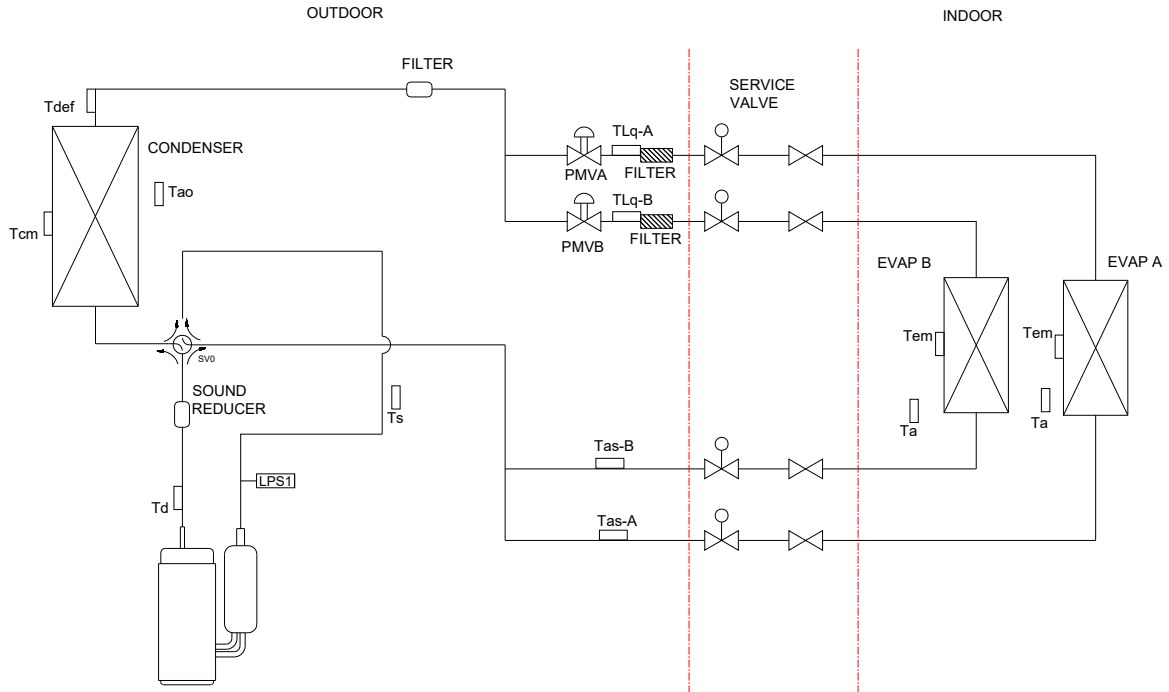 OUTDOOR
INDOOR
FILTER
SERVICE
VALVE
Tdef
TLq-A
CONDENSER
PMVA
FILTER
Tao
TLq-B
Tcm
PMVB
FILTER
EVAP B
EVAP A
SV0
Tem
Tem
SOUND
REDUCER
Ts
Ta
Ta
Tas-B
LPS1
Td
Tas-A